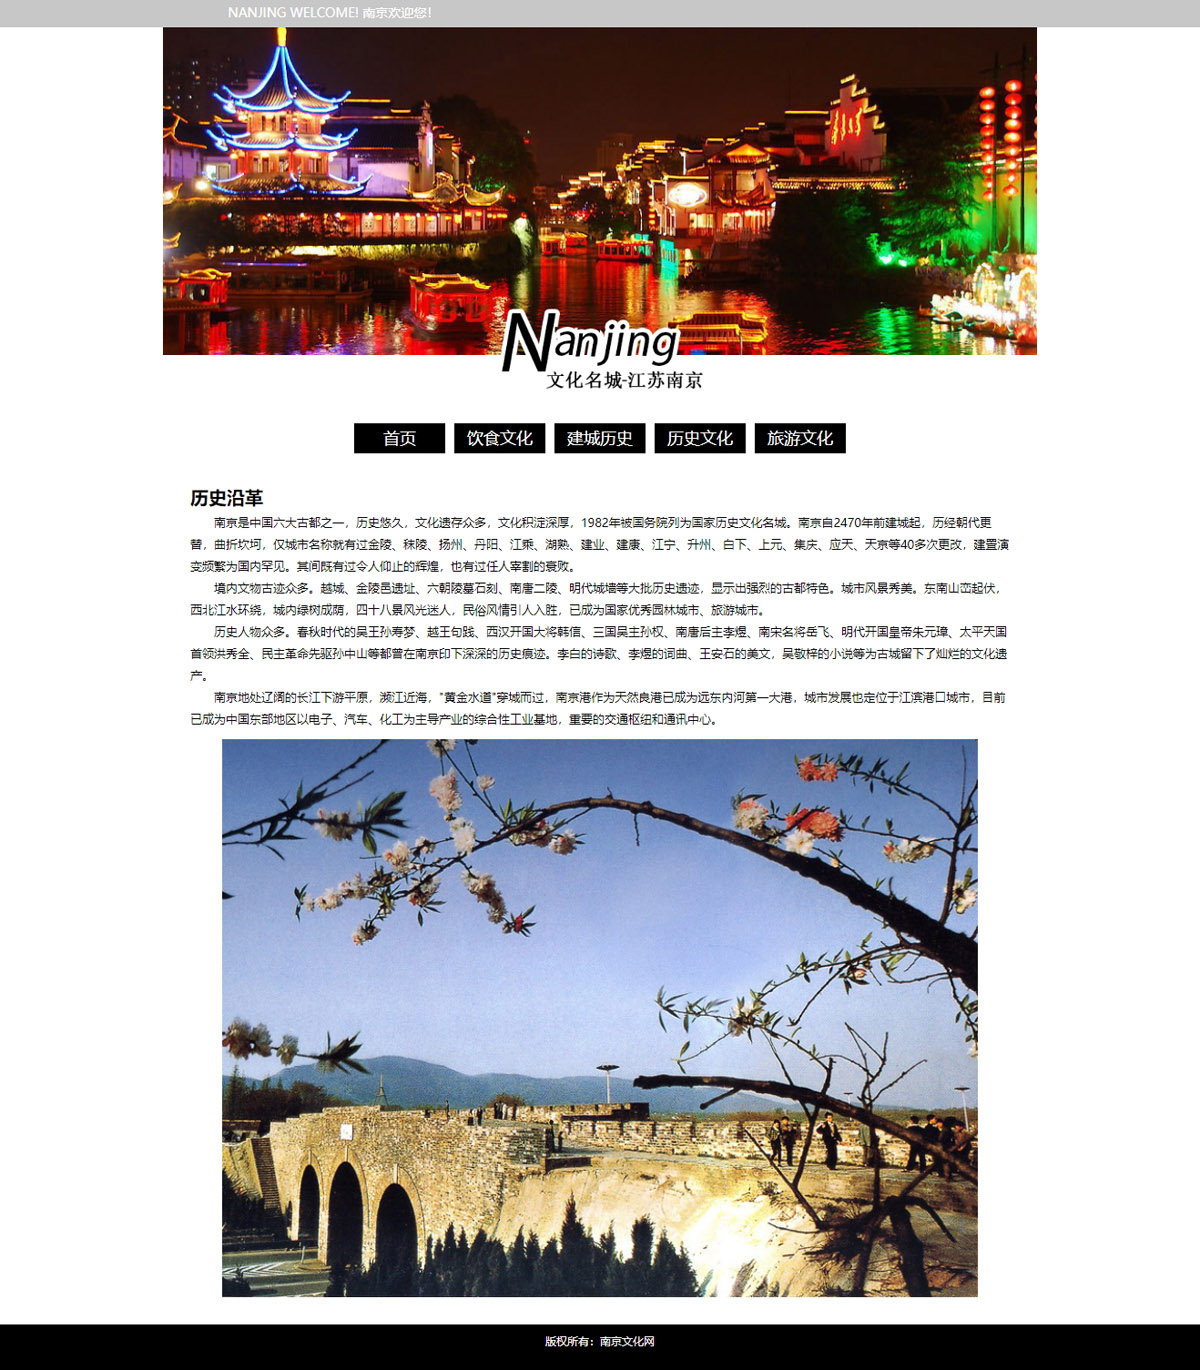 NANJING WELCOME! 南京欢迎您！
Nanjing
文化名城-江苏南京
首页 饮食文化 建城历史 历史文化 旅游文化
历史沿革
南京是中国六大古都之一，历史悠久，文化遗存众多，文化积淀深厚，1982年被国务院列为国家历史文化名城。南京自2470年前建城起，历经朝代更
替，曲折坎坷，仅城市名称就有过金陵、秣陵、扬州、丹阳、江乘、湖熟、建业、建康、江宁、升州、白下、上元、集庆、应天、天京等40多次更改，建置演
变频繁为国内罕见。其间既有过令人仰止的辉煌，也有过任人宰割的衰败。
境内文物古迹众多。越城、金陵邑遗址、六朝陵墓石刻、南唐二陵、明代城墙等大批历史遗迹，显示出强烈的古都特色。城市风景秀美。东南山峦起伏，
西北江水环绕，城内绿树成荫，四十八景风光迷人，民俗风情引人入胜，已成为国家优秀园林城市、旅游城市。
历史人物众多。春秋时代的吴王孙寿梦、越王句践、西汉开国大将韩信、三国吴主孙权、南唐后主李煜、南宋名将岳飞、明代开国皇帝朱元璋、太平天国
首领洪秀全、民主革命先驱孙中山等都曾在南京印下深深的历史痕迹。李白的诗歌、李煜的词曲、王安石的美文，吴敬梓的小说等为古城留下了灿烂的文化遗
产。
南京地处辽阔的长江下游平原，濒江近海，"黄金水道"穿城而过，南京港作为天然良港已成为远东内河第一大港，城市发展也定位于江滨港口城市，目前
已成为中国东部地区以电子、汽车、化工为主导产业的综合性工业基地，重要的交通枢纽和通讯中心。
版权所有：南京文化网